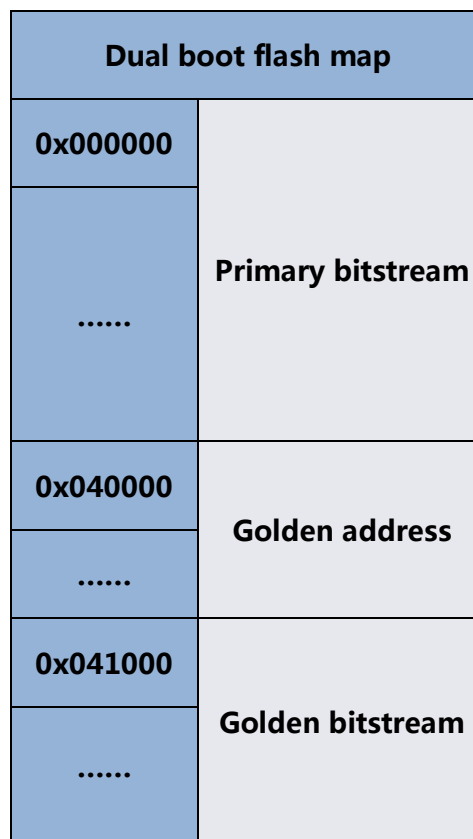 Dual boot flash map
0x000000
Primary bitstream
......
0x040000
Golden address
......
0x041000
Golden bitstream
......